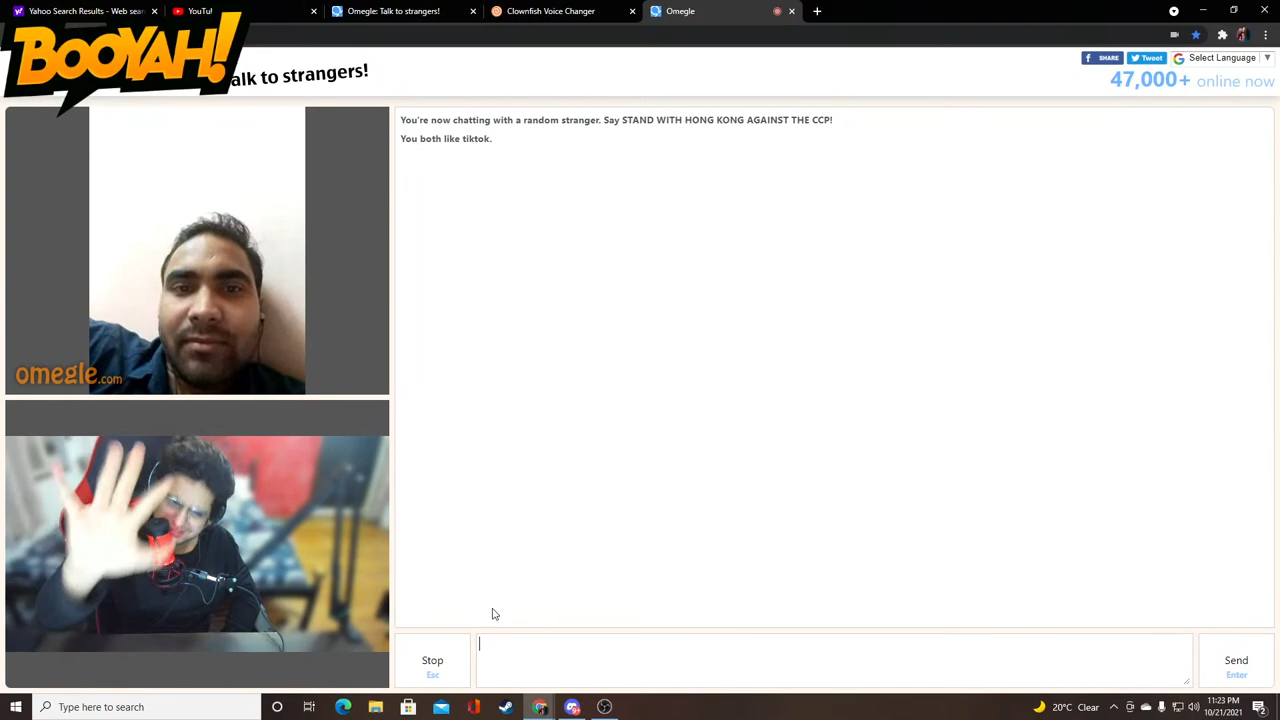 Yahoo Search Results - Web sear
YouTube
Omegle: Talk to strangers!
Clownfish Voice Changer
Omegle
BOOYAH!
alk to strangers!
SHARE
Tweet
Select Language
47,000+ online now
You're now chatting with a random stranger. Say STAND WITH HONG KONG AGAINST THE CCP!
You both like tiktok.
omegle.com
Stop
Esc
Send
Enter
Type here to search
20°C Clear
11:23 PM
10/21/2021
2